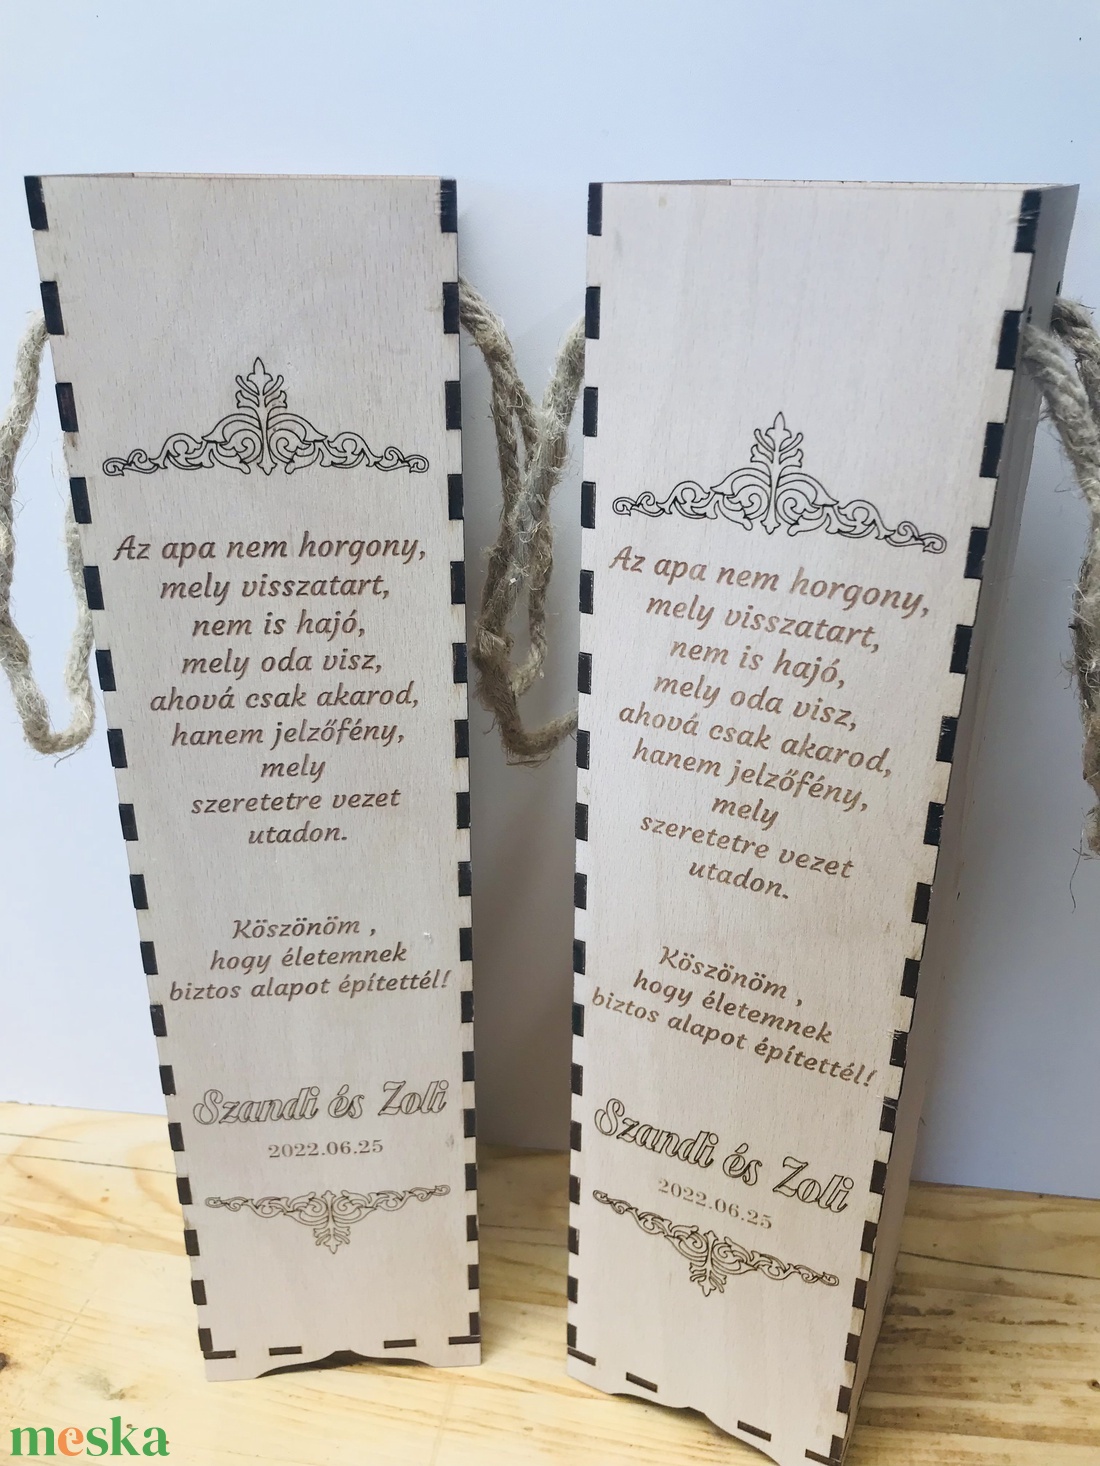 Az apa nem horgony,
mely visszatart,
nem is hajó,
mely oda visz,
ahová csak akarod,
hanem jelzőfény,
mely
szeretetre vezet
utadon.
Köszönöm ,
hogy életemnek
biztos alapot építettél!
Szandi és Zoli
2022.06.25
Az apa nem horgony,
mely visszatart,
nem is hajó,
mely oda visz,
ahová csak akarod,
hanem jelzőfény,
mely
szeretetre vezet
utadon.
Köszönöm ,
hogy életemnek
biztos alapot építettél!
Szandi és Zoli
2022.06.25
meska